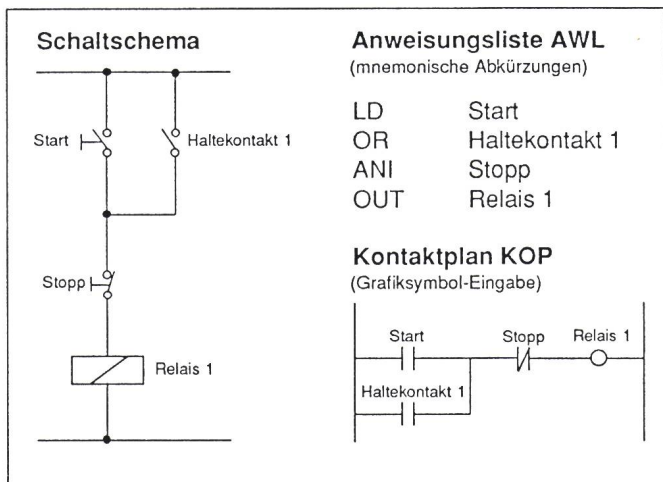 Schaltschema
Start
Haltekontakt 1
Stopp
Relais 1
Anweisungsliste AWL
(mnemonische Abkürzungen)
LD Start
OR Haltekontakt 1
ANI Stopp
OUT Relais 1
Kontaktplan KOP
(Grafiksymbol-Eingabe)
Start Stopp Relais 1
Haltekontakt 1